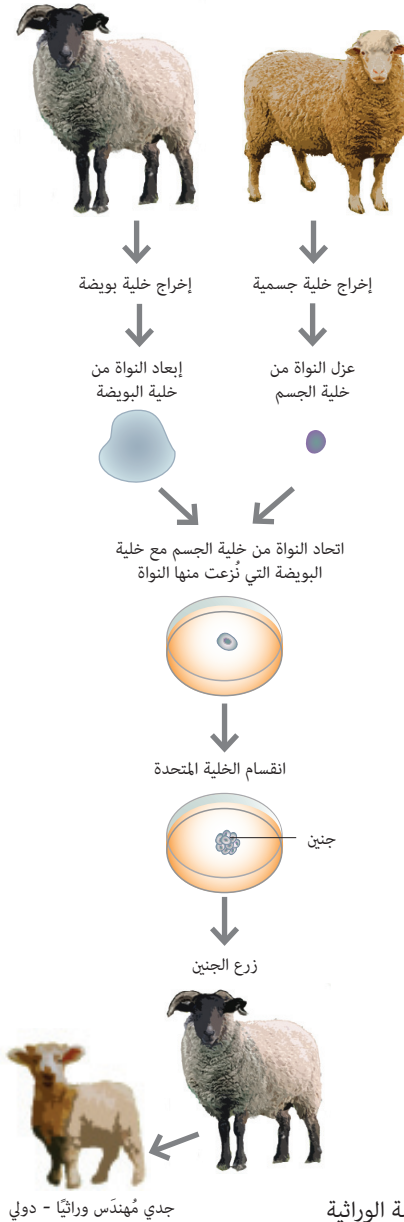 إخراج خلية جسمية
إخراج خلية بويضة
عزل النواة من
خلية الجسم
إبعاد النواة من
خلية البويضة
اتحاد النواة من خلية الجسم مع خلية
البويضة التي نُزعت منها النواة
انقسام الخلية المتحدة
جنين
زرع الجنين
جدي مُهندَس وراثيًا - دولي
ة الوراثية